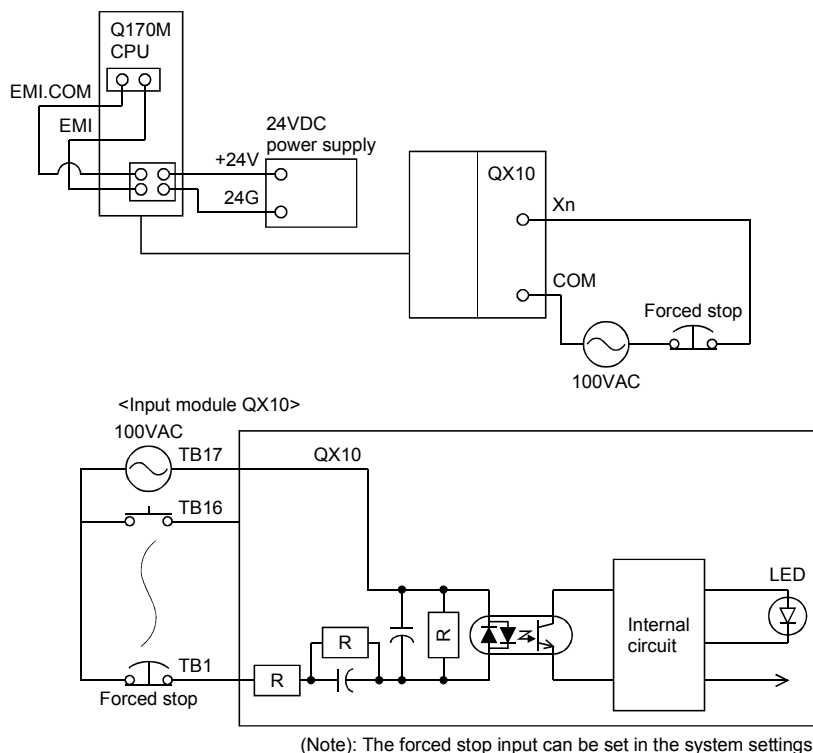 Q170M
CPU
EMI.COM
EMI
24VDC
power supply
+24V
24G
QX10
Xn
COM
Forced stop
100VAC
<Input module QX10>
100VAC
TB17
QX10
TB16
LED
Internal
circuit
R
R
R
TB1
Forced stop
(Note): The forced stop input can be set in the system settings